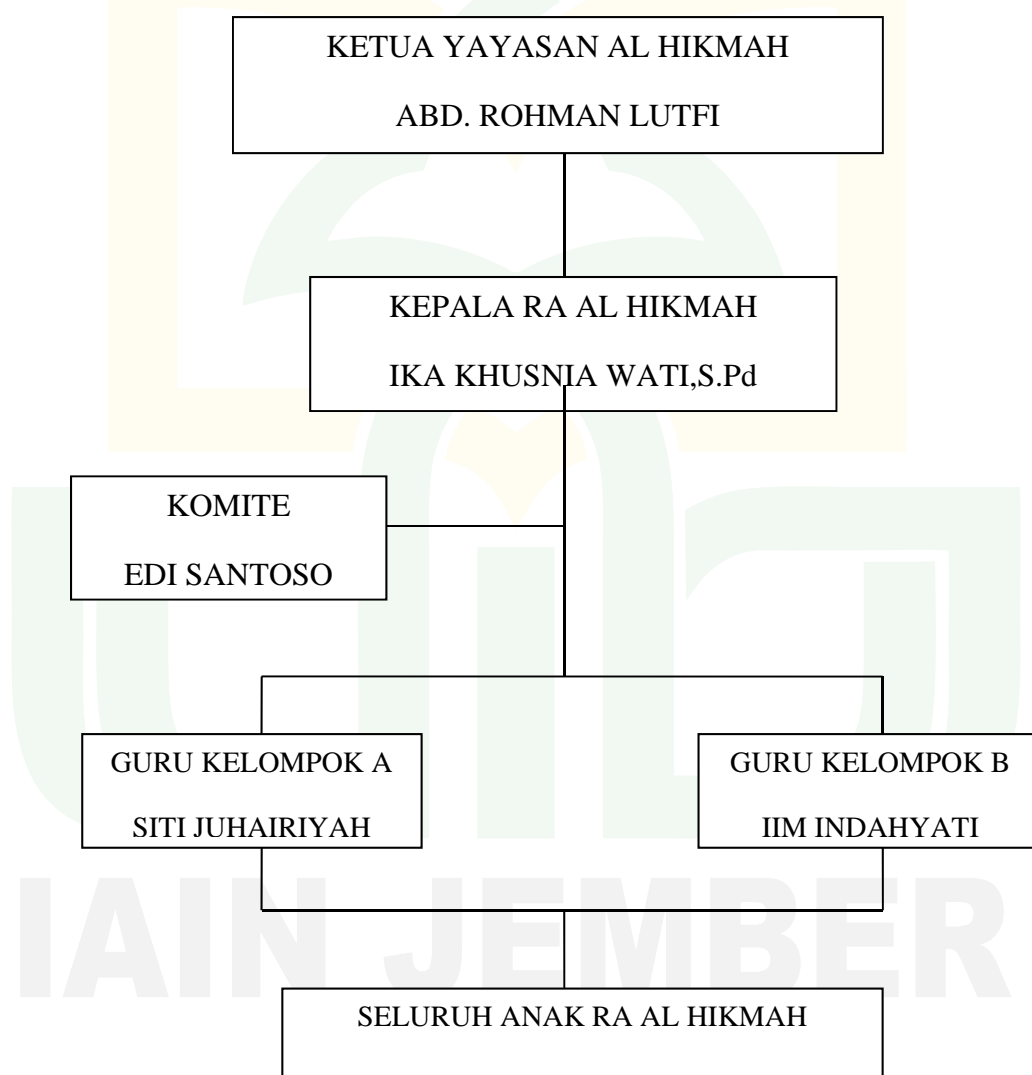 KETUA YAYASAN AL HIKMAH
ABD. ROHMAN LUTFI
KEPALA RA AL HIKMAH
IKA KHUSNIA WATI,S.Pd
KOMITE
EDI SANTOSO
GURU KELOMPOK A
SITI JUHAIRIYAH
GURU KELOMPOK B
IIM INDAHYATI
IAIN JEMBER
SELURUH ANAK RA AL HIKMAH